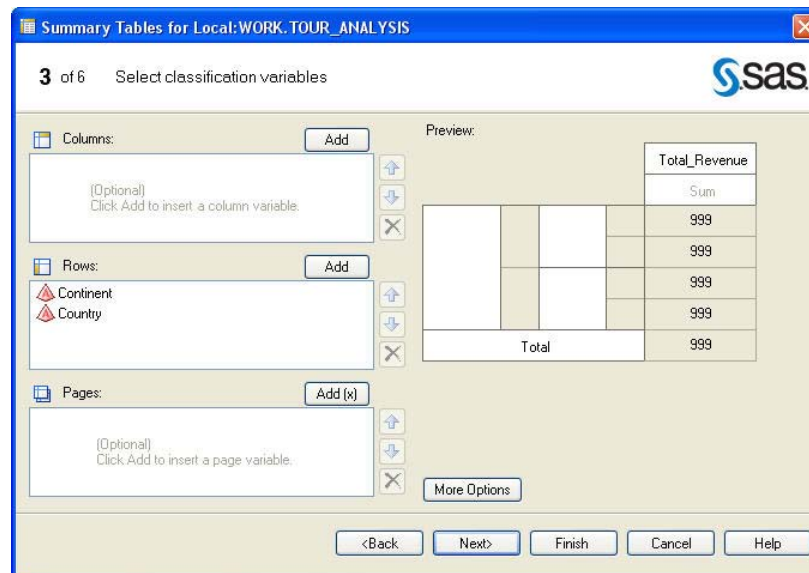 Summary Tables for Local:WORK.TOUR_ANALYSIS
3 of 6 Select classification variables
sas
Columns:
Add
(Optional)
Click Add to insert a column variable.
Rows:
Add
Continent
Country
Pages:
Add (x)
(Optional)
Click Add to insert a page variable.
Preview:
Total_Revenue
Sum
999
999
999
999
Total 999
More Options
<Back Next> Finish Cancel Help